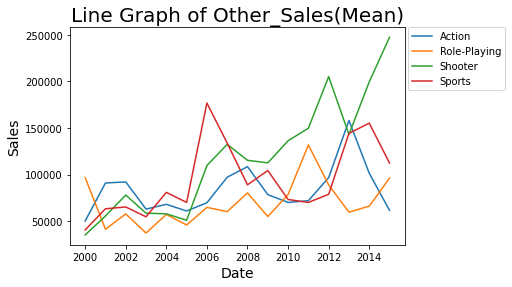 Line Graph of Other_Sales(Mean)
Action
Role-Playing
Shooter
Sports
250000
200000
150000
100000
50000
Sales
2000 2002 2004 2006 2008 2010 2012 2014
Date